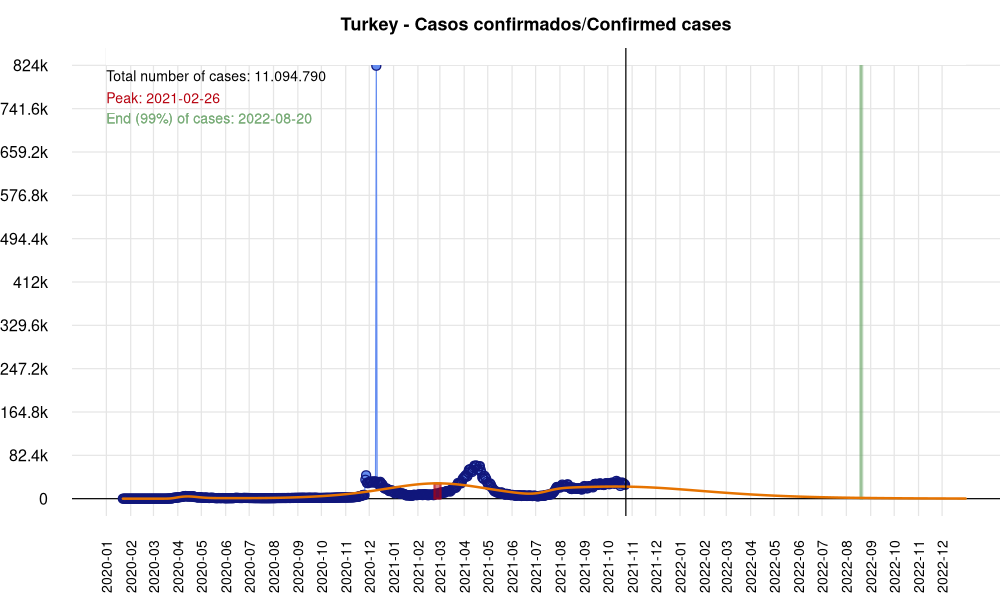 Turkey - Casos confirmados/Confirmed cases
824k
741.6k
659.2k
576.8k
494.4k
412k
329.6k
247.2k
164.8k
82.4k
0
Total number of cases: 11.094.790
Peak: 2021-02-26
End (99%) of cases: 2022-08-20
2020-01
2020-02
2020-03
2020-04
2020-05
2020-06
2020-07
2020-08
2020-09
2020-10
2020-11
2020-12
2021-01
2021-02
2021-03
2021-04
2021-05
2021-06
2021-07
2021-08
2021-09
2021-10
2021-11
2021-12
2022-01
2022-02
2022-03
2022-04
2022-05
2022-06
2022-07
2022-08
2022-09
2022-10
2022-11
2022-12